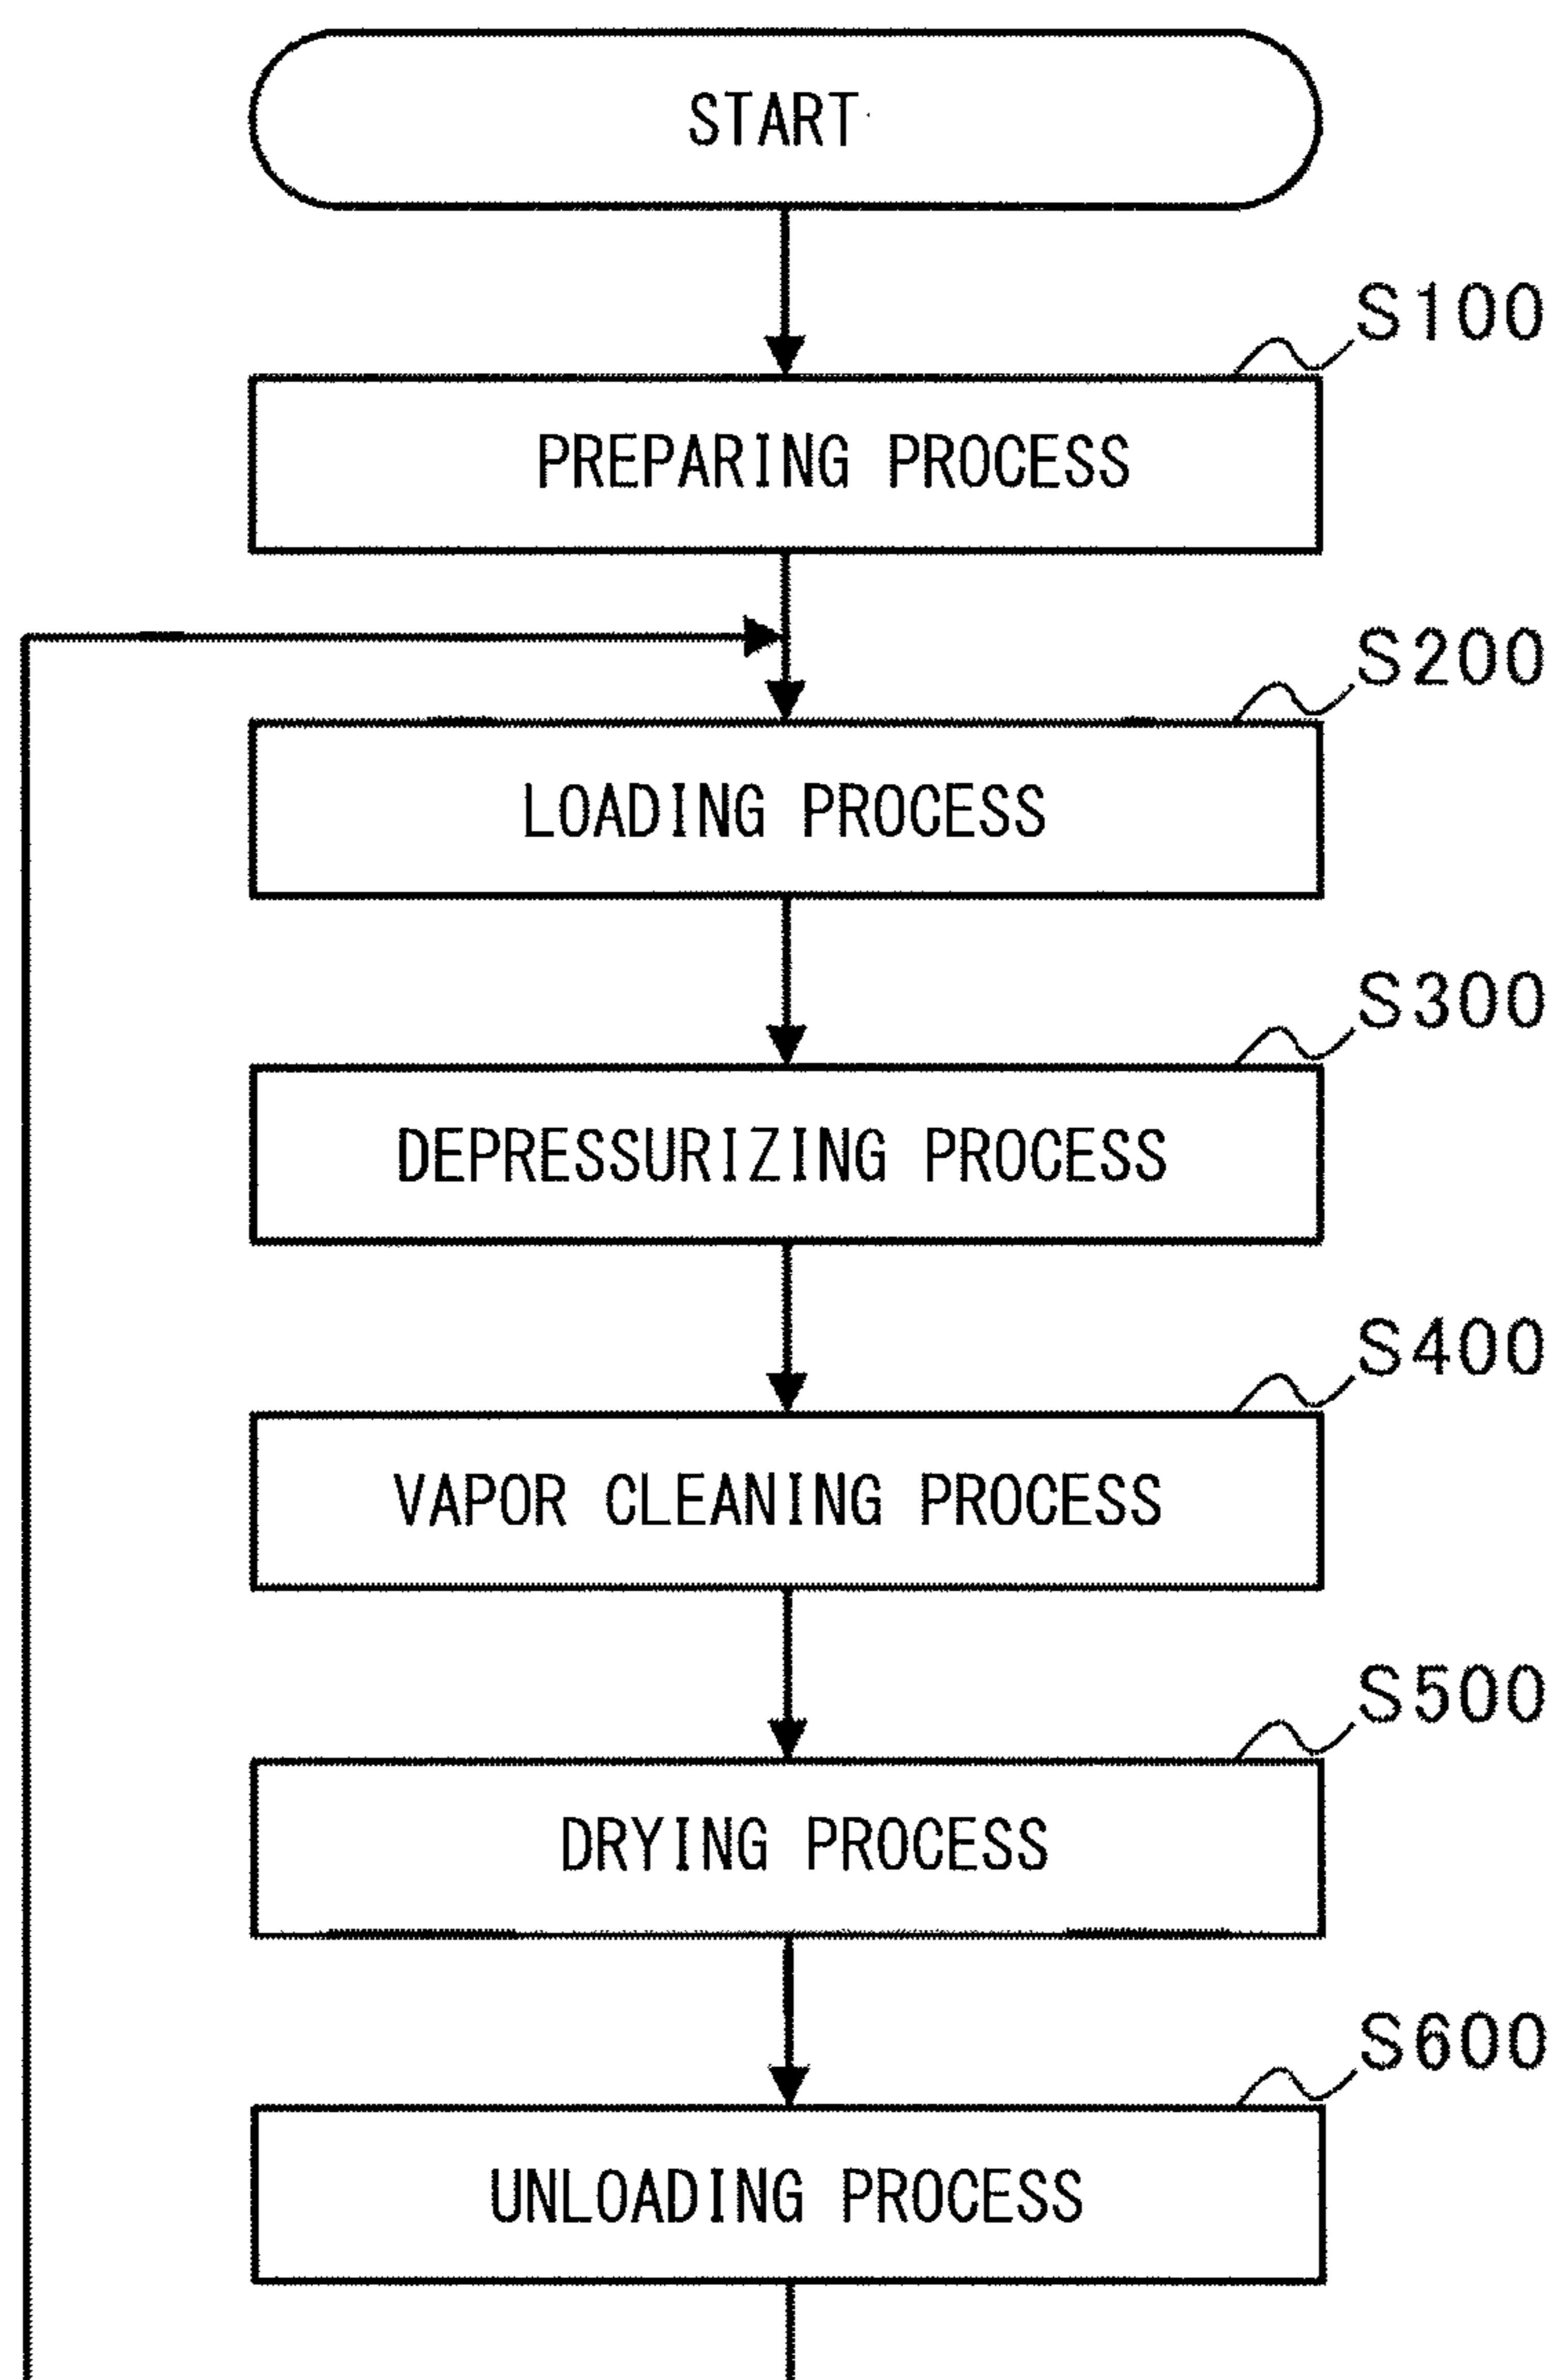 START
S100
PREPARING PROCESS
S200
LOADING PROCESS
S300
DEPRESSURIZING PROCESS
S400
VAPOR CLEANING PROCESS
S500
DRYING PROCESS
S600
UNLOADING PROCESS